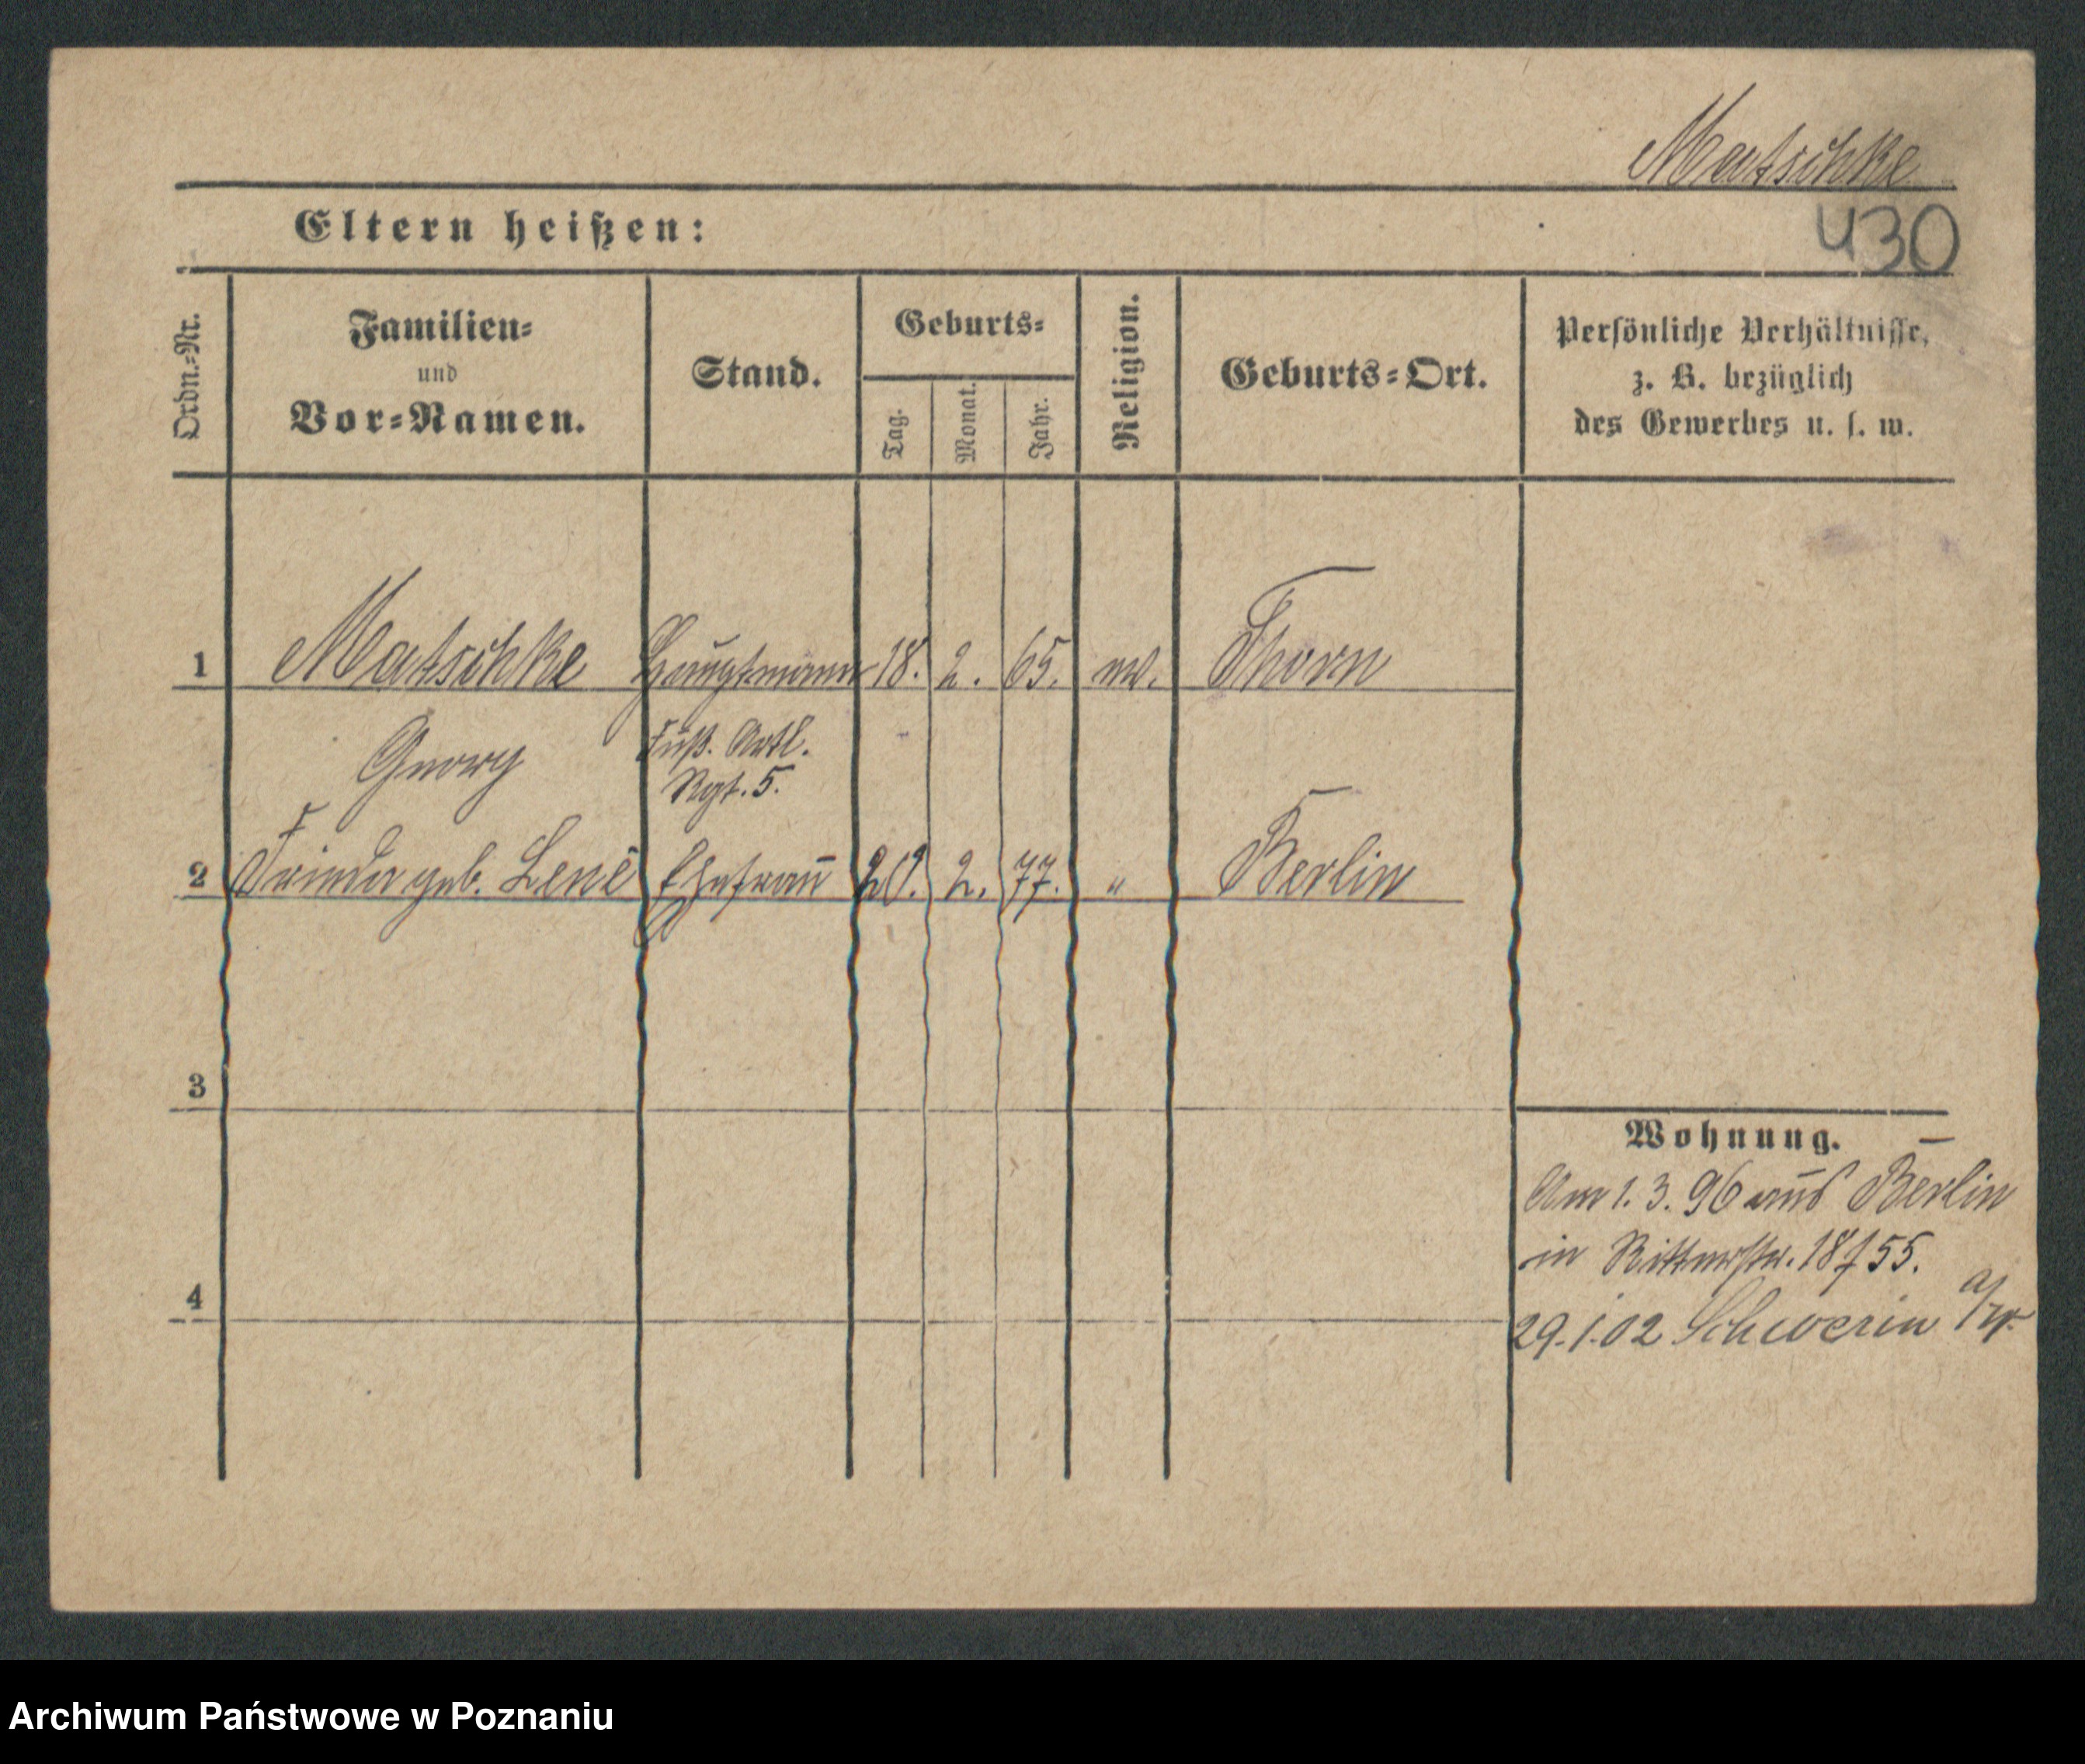 Matschke
430
Eltern heißen:
Ordn.=Nr.
Familien=
und
Vor=Namen.
Stand.
Geburts=
Tag.
Monat.
Jahr.
Religion.
Geburts=Ort.
Persönliche Verhältnisse,
z. B. bezüglich
des Gewerbes u. s. w.
1 Matschke Hauptmann 18. 2. 65. ev. Thorn
Georg Fuß. Artl.
Rgt. 5.
2 Frieda geb. Ehefrau 20. 2. 77. " Berlin
3
4
Wohnung.
Am 1. 3. 96 aus Berlin
in Ritterstr. 18 f 55.
29.1.02 Schwerin a/W.
Archiwum Państwowe w Poznaniu